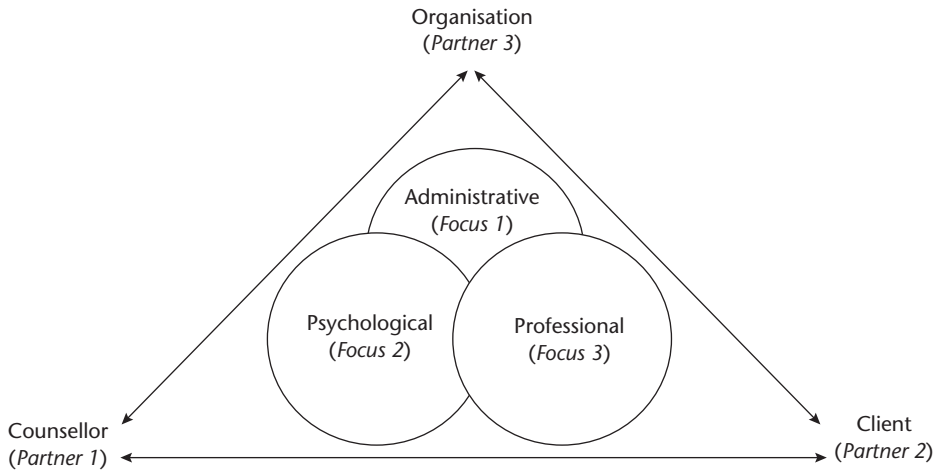 Organisation
(Partner 3)
Administrative
(Focus 1)
Psychological
(Focus 2)
Professional
(Focus 3)
Counsellor
(Partner 1)
Client
(Partner 2)